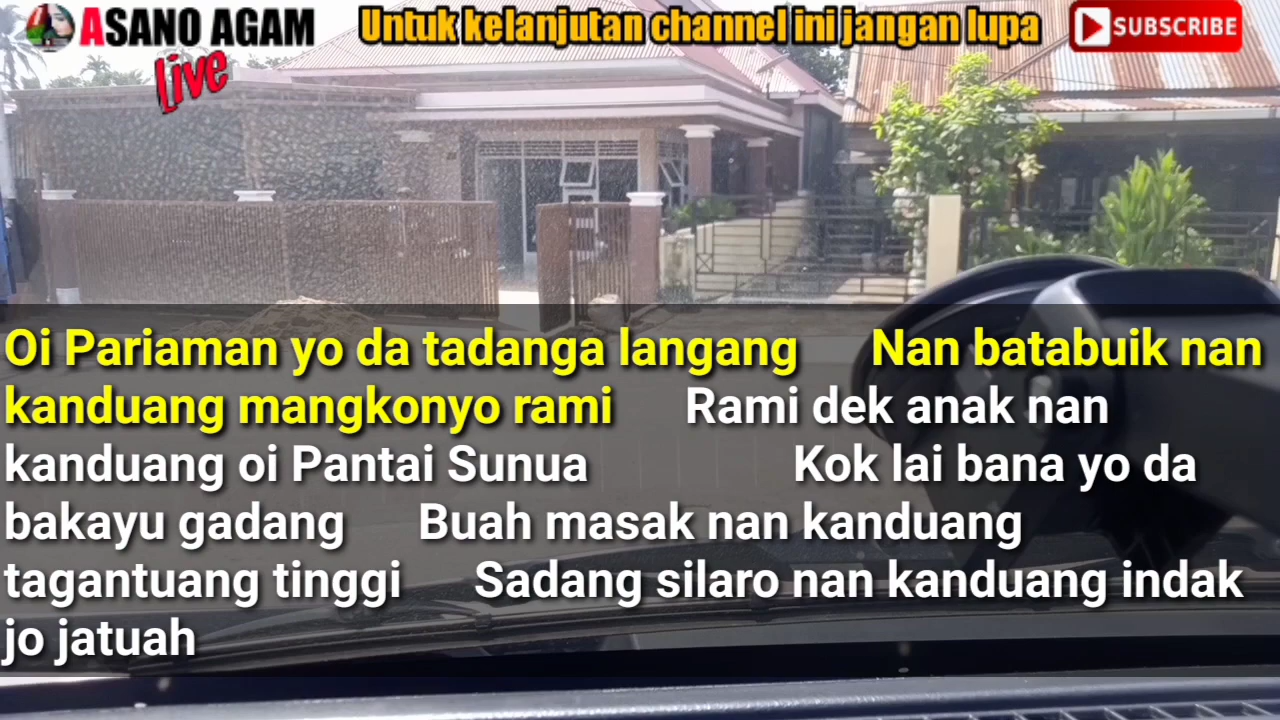 ASANO AGAM
Live
Untuk kelanjutan channel ini jangan lupa
SUBSCRIBE
Oi Pariaman yo da tadanga langang Nan batabuik nan
kanduang mangkonyo rami Rami dek anak nan
kanduang oi Pantai Sunua Kok lai bana yo da
bakayu gadang Buah masak nan kanduang
tagantuang tinggi Sadang silaro nan kanduang indak
jo jatuah